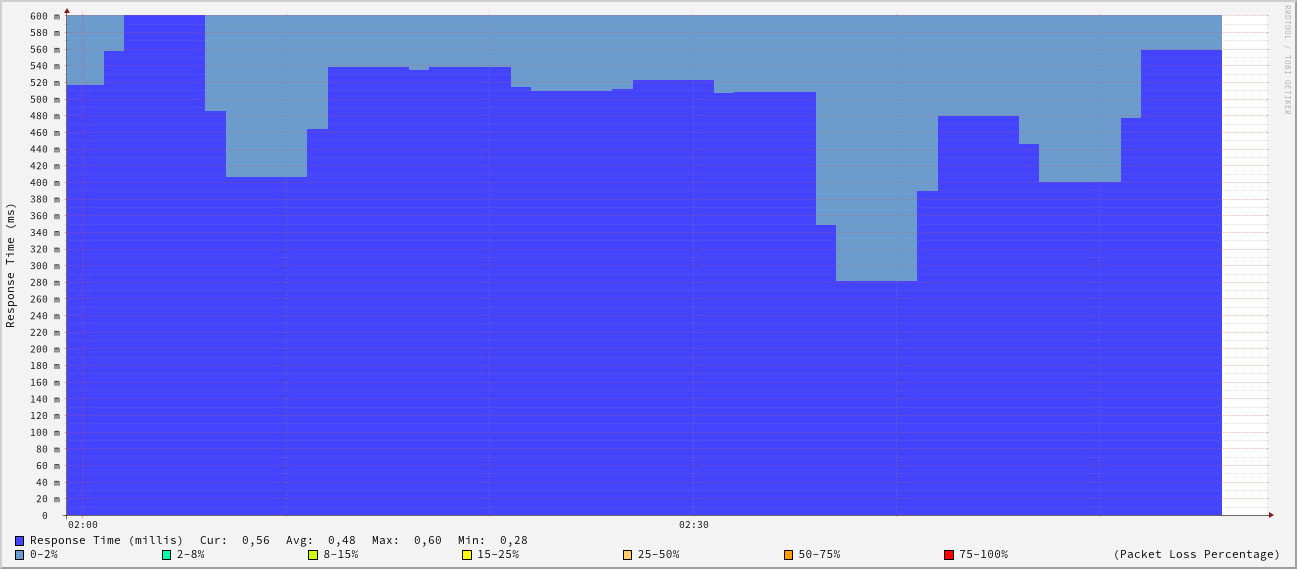 RRDTOOL / TOBI OETIKER
Response Time (ms)
600 m
580 m
560 m
540 m
520 m
500 m
480 m
460 m
440 m
420 m
400 m
380 m
360 m
340 m
320 m
300 m
280 m
260 m
240 m
220 m
200 m
180 m
160 m
140 m
120 m
100 m
80 m
60 m
40 m
20 m
0
02:00 02:30
Response Time (millis) Cur: 0,56 Avg: 0,48 Max: 0,60 Min: 0,28
0-2% 2-8% 8-15% 15-25% 25-50% 50-75% 75-100% (Packet Loss Percentage)